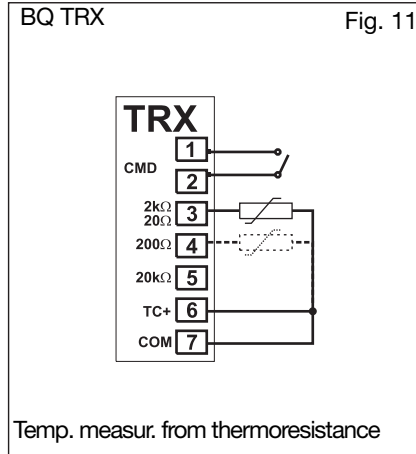 BQ TRX Fig. 11
TRX
CMD 1
2
2kΩ
20Ω 3
200Ω 4
20kΩ 5
TC+ 6
COM 7
Temp. measur. from thermoresistance